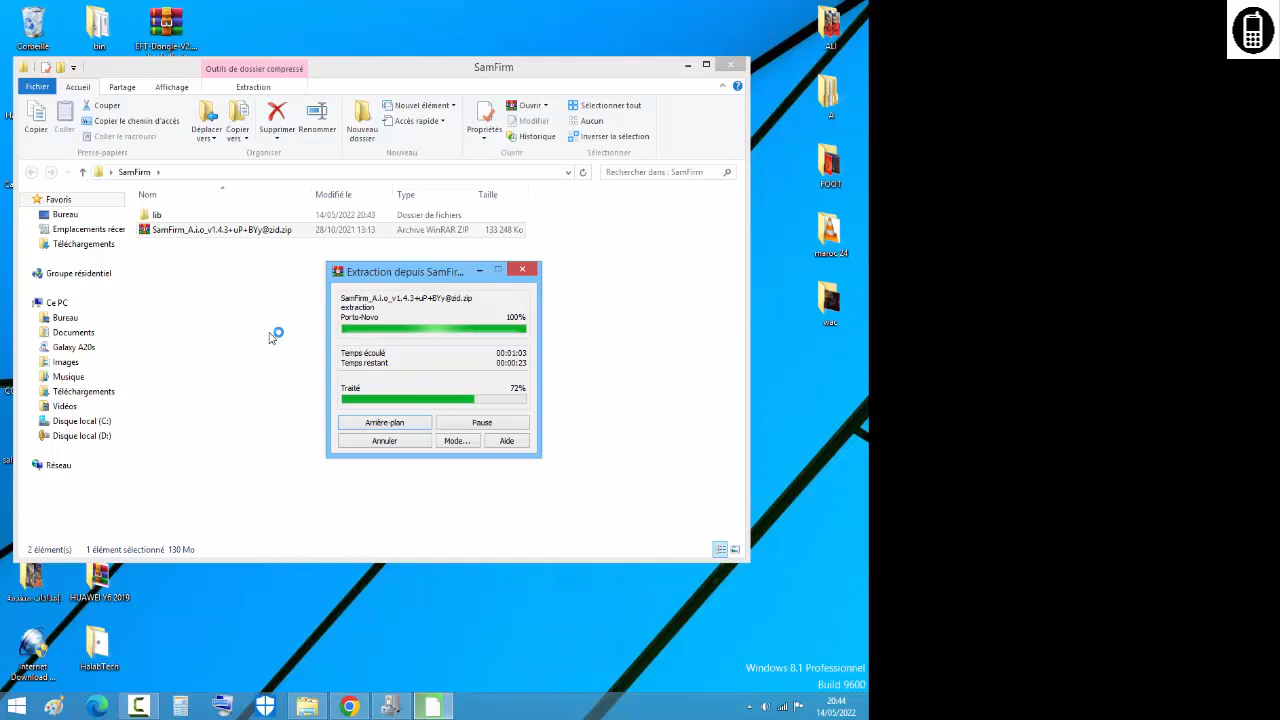 Corbeille
bin
EFT-Dongle-V2....
ALI
A
FOOT
maroc 24
wac
Outils de dossier compressé
SamFirm
Fichier
Accueil
Partage
Affichage
Extraction
Copier
Coller
Couper
Copier le chemin d'accès
Coller le raccourci
Presse-papiers
Déplacer vers
Copier vers
Supprimer
Renommer
Organiser
Nouveau dossier
Nouvel élément
Accès rapide
Nouveau
Propriétés
Ouvrir
Modifier
Historique
Ouvrir
Sélectionner tout
Aucun
Inverser la sélection
Sélectionner
SamFirm
Rechercher dans : SamFirm
Nom
Modifié le
Type
Taille
lib
14/05/2022 20:43
Dossier de fichiers
SamFirm_A.i.o_v1.4.3+uP+BYy@zid.zip
28/10/2021 13:13
Archive WinRAR ZIP
133 248 Ko
Favoris
Bureau
Emplacements récer
Téléchargements
Groupe résidentiel
Ce PC
Bureau
Documents
Galaxy A20s
Images
Musique
Téléchargements
Vidéos
Disque local (C:)
Disque local (D:)
Réseau
Extraction depuis SamFir...
SamFirm_A.i.o_v1.4.3+uP+BYy@zid.zip
extraction
Porto-Novo
100%
Temps écoulé
00:01:03
Temps restant
00:00:23
Traité
72%
Arrière-plan
Pause
Annuler
Mode...
Aide
2 élément(s)
1 élément sélectionné 130 Mo
إعدادات متقدمة
HUAWEI Y6 2019
Internet Download ...
HalabTech
Windows 8.1 Professionnel
Build 9600
20:44
14/05/2022